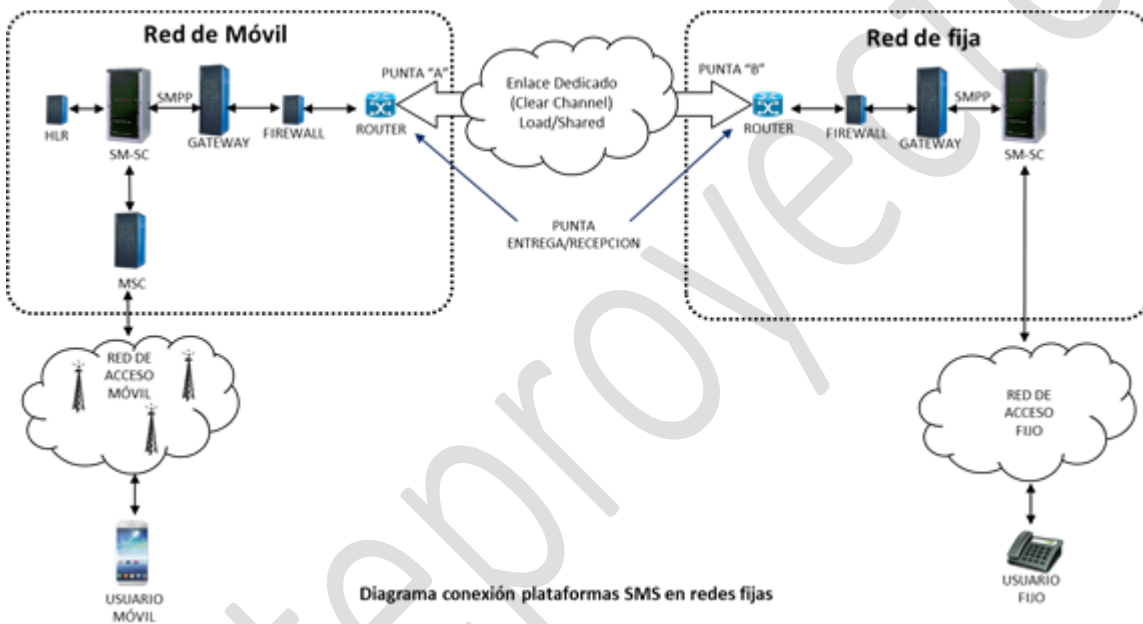 Red de Móvil
Red de fija
PUNTA "A"
Enlace Dedicado
(Clear Channel)
Load/Shared
PUNTA "B"
HLR
SM-SC
SMPP
GATEWAY
FIREWALL
ROUTER
ROUTER
FIREWALL
GATEWAY
SMPP
SM-SC
PUNTA
ENTREGA/RECEPCION
MSC
RED DE
ACCESO
MÓVIL
RED DE
ACCESO
FIJO
USUARIO
MÓVIL
Diagrama conexión plataformas SMS en redes fijas
USUARIO
FIJO
teproyect